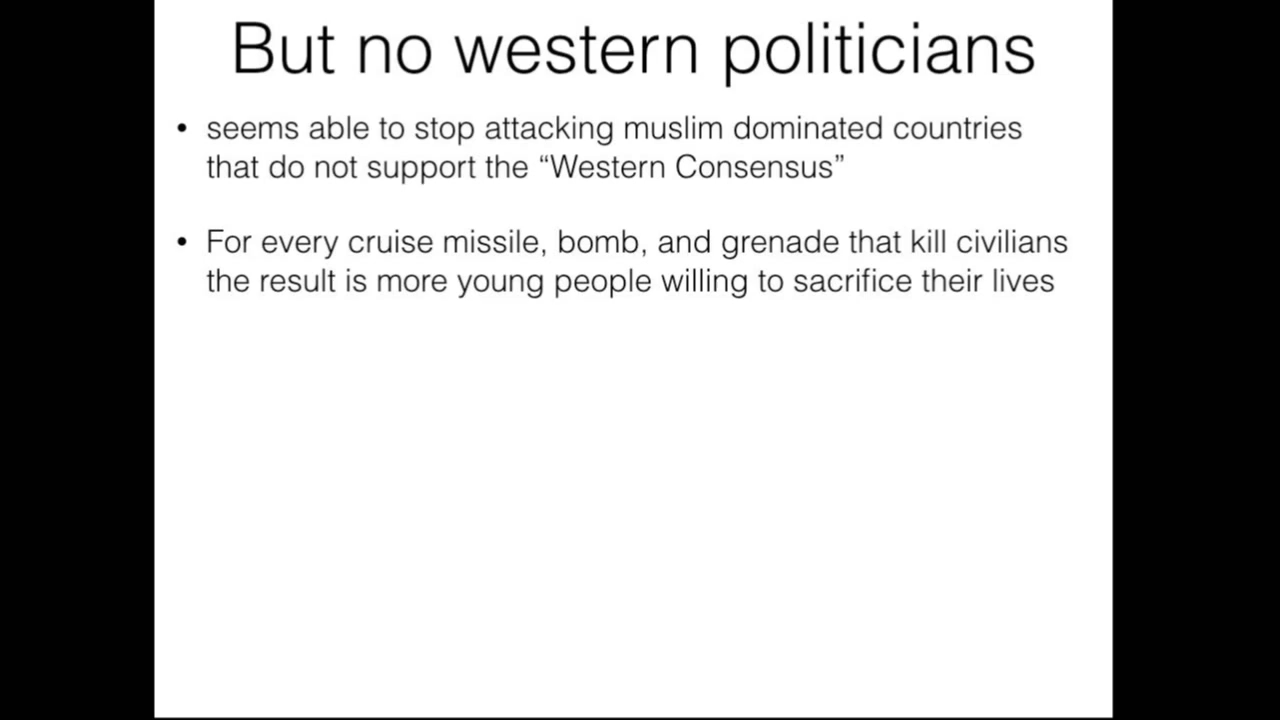 But no western politicians
• seems able to stop attacking muslim dominated countries
that do not support the “Western Consensus”
• For every cruise missile, bomb, and grenade that kill civilians
the result is more young people willing to sacrifice their lives